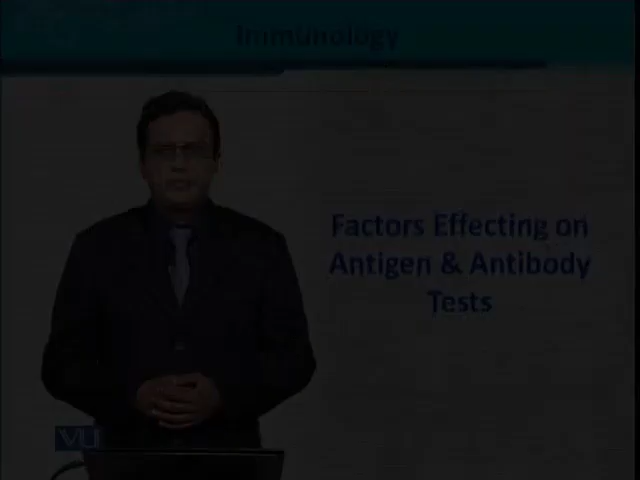 Immunology
Factors Effecting on
Antigen & Antibody
Tests
VU